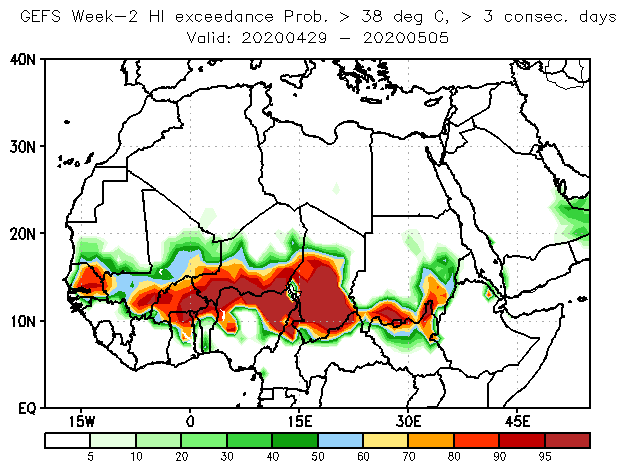 GEFS Week-2 HI exceedance Prob. > 38 deg C, > 3 consec. days
Valid: 20200429 - 20200505
40N
30N
20N
10N
EQ
15W 0 15E 30E 45E
5 10 20 30 40 50 60 70 80 90 95